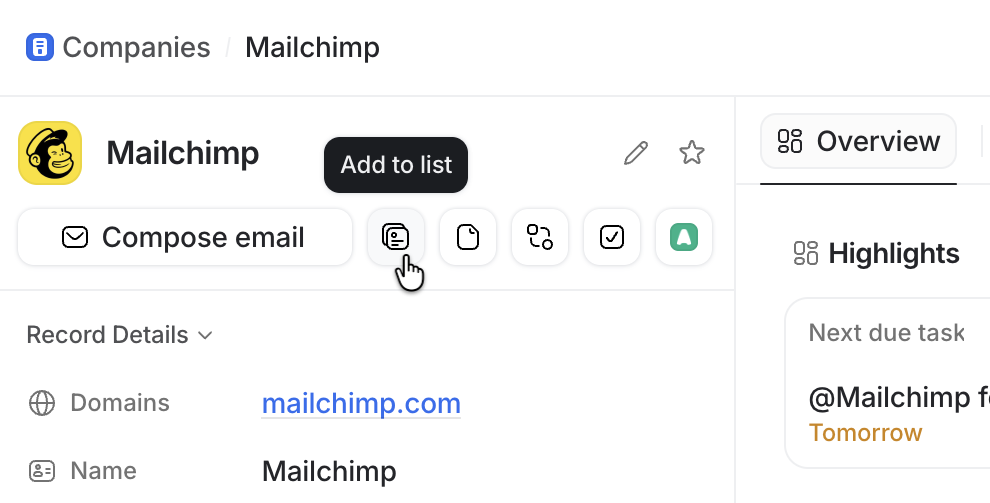 Companies / Mailchimp
Mailchimp
Add to list
Compose email
Record Details
Domains
mailchimp.com
Name
Mailchimp
Overview
Highlights
Next due task
@Mailchimp
Tomorrow